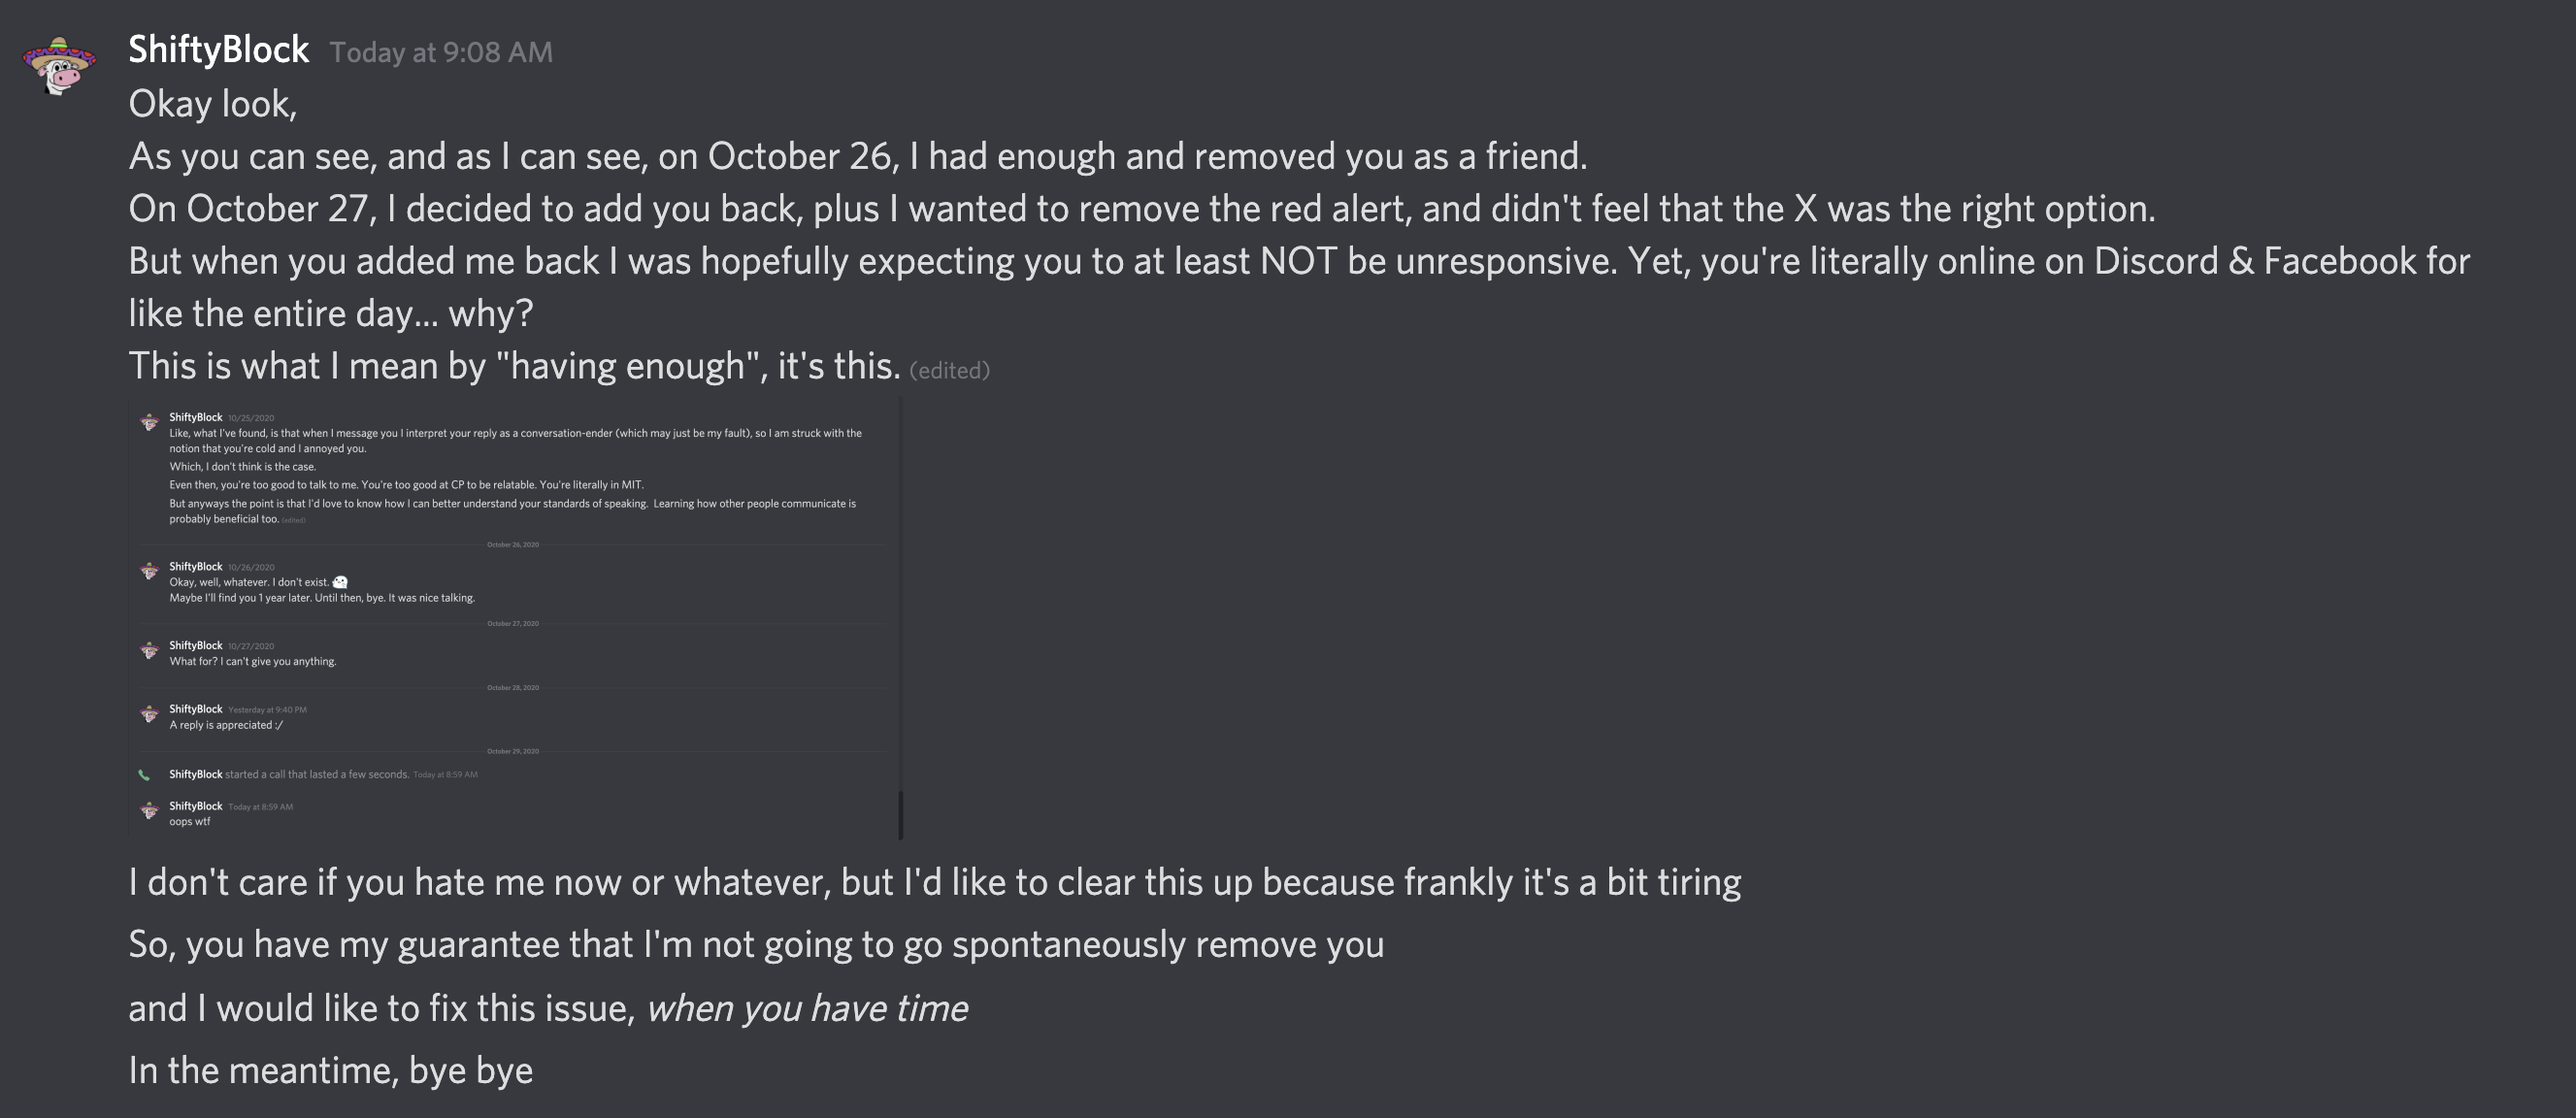 ShiftyBlock Today at 9:08 AM
Okay look,
As you can see, and as I can see, on October 26, I had enough and removed you as a friend.
On October 27, I decided to add you back, plus I wanted to remove the red alert, and didn't feel that the X was the right option.
But when you added me back I was hopefully expecting you to at least NOT be unresponsive. Yet, you're literally online on Discord & Facebook for
like the entire day... why?
This is what I mean by "having enough", it's this. (edited)
ShiftyBlock 10/25/2020
Like, what I've found, is that when I message you I interpret your reply as a conversation-ender (which may just be my fault), so I am struck with the
notion that you're cold and I annoyed you.
Which, I don't think is the case.
Even then, you're too good to talk to me. You're too good at CP to be relatable. You're literally in MIT.
But anyways the point is that I'd love to know how I can better understand your standards of speaking. Learning how other people communicate is
probably beneficial too. (edited)
October 26, 2020
ShiftyBlock 10/26/2020
Okay, well, whatever. I don't exist.
Maybe I'll find you 1 year later. Until then, bye. It was nice talking.
October 27, 2020
ShiftyBlock 10/27/2020
What for? I can't give you anything.
October 28, 2020
ShiftyBlock Yesterday at 9:40 PM
A reply is appreciated :/
October 29, 2020
ShiftyBlock started a call that lasted a few seconds. Today at 8:59 AM
ShiftyBlock Today at 8:59 AM
oops wtf
I don't care if you hate me now or whatever, but I'd like to clear this up because frankly it's a bit tiring
So, you have my guarantee that I'm not going to go spontaneously remove you
and I would like to fix this issue, when you have time
In the meantime, bye bye